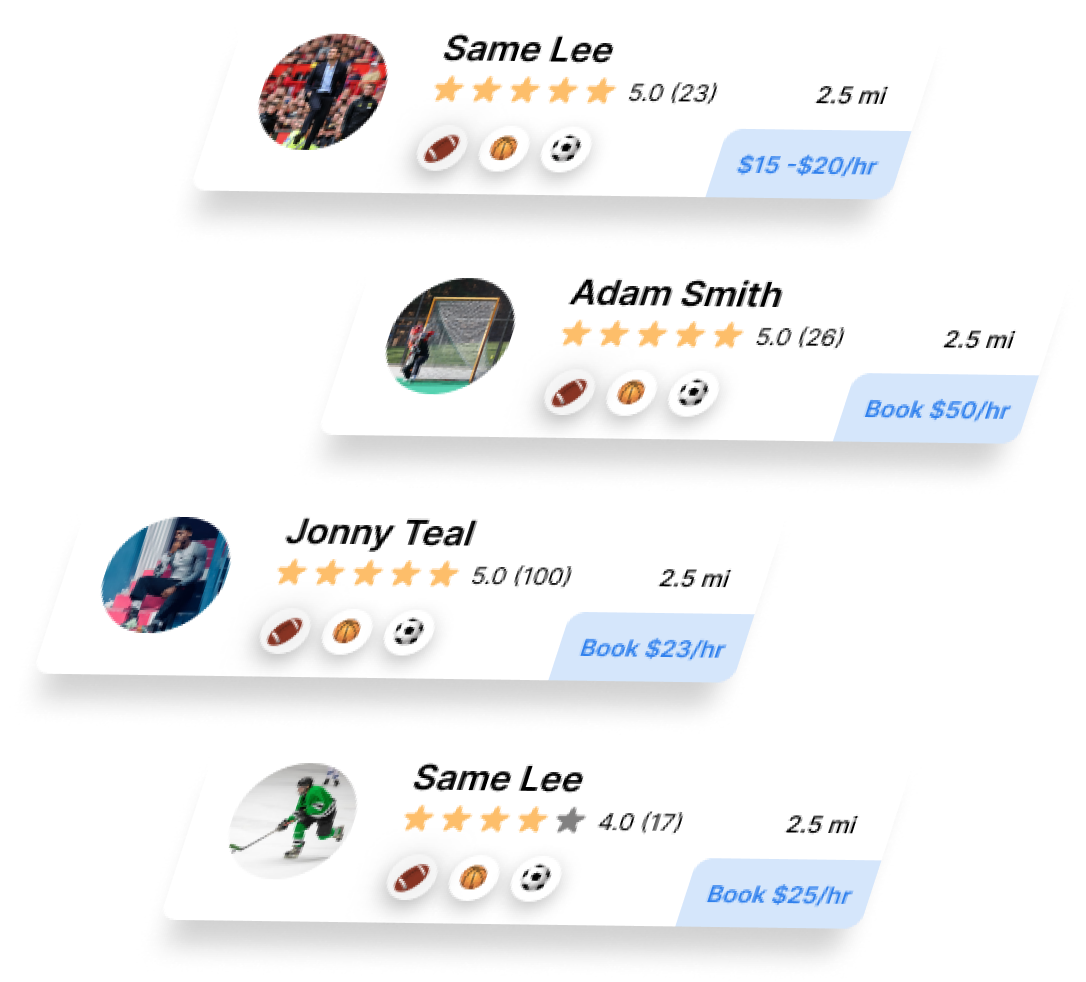 Same Lee
5.0 (23)
2.5 mi
$15 -$20/hr
Adam Smith
5.0 (26)
2.5 mi
Book $50/hr
Jonny Teal
5.0 (100)
2.5 mi
Book $23/hr
Same Lee
4.0 (17)
2.5 mi
Book $25/hr